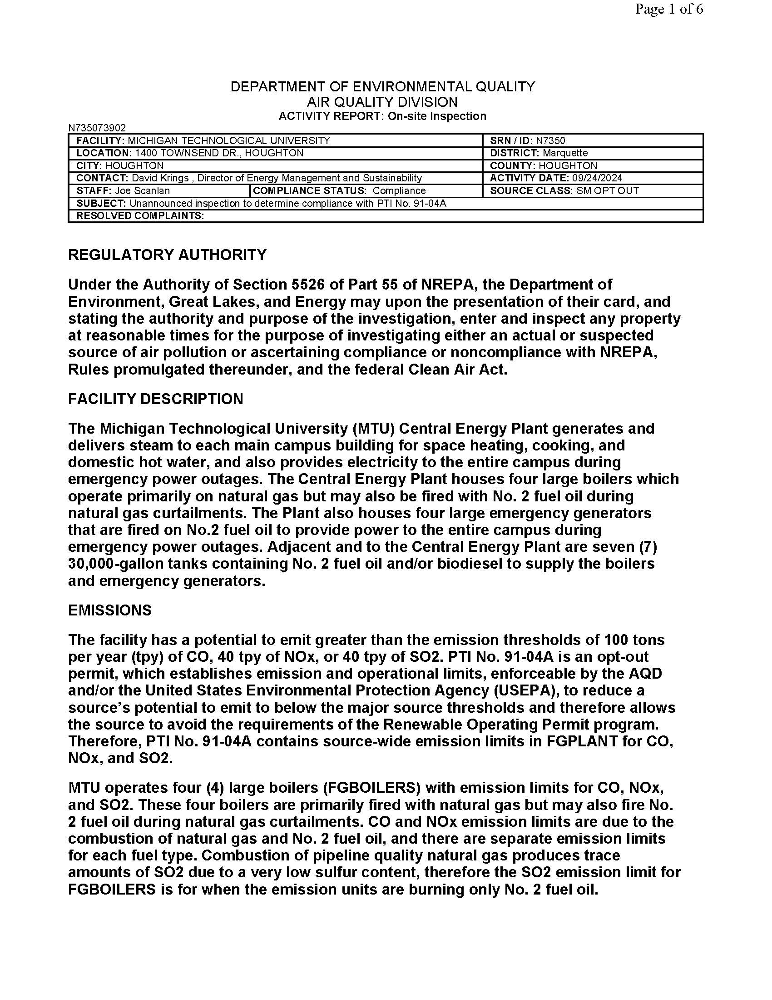 Page 1 of 6
DEPARTMENT OF ENVIRONMENTAL QUALITY
AIR QUALITY DIVISION
ACTIVITY REPORT: On-site Inspection
N735073902
FACILITY: MICHIGAN TECHNOLOGICAL UNIVERSITY SRN / ID: N7350
LOCATION: 1400 TOWNSEND DR., HOUGHTON DISTRICT: Marquette
CITY: HOUGHTON COUNTY: HOUGHTON
CONTACT: David Krings , Director of Energy Management and Sustainability ACTIVITY DATE: 09/24/2024
STAFF: Joe Scanlan COMPLIANCE STATUS: Compliance SOURCE CLASS: SM OPT OUT
SUBJECT: Unannounced inspection to determine compliance with PTI No. 91-04A
RESOLVED COMPLAINTS:
REGULATORY AUTHORITY
Under the Authority of Section 5526 of Part 55 of NREPA, the Department of
Environment, Great Lakes, and Energy may upon the presentation of their card, and
stating the authority and purpose of the investigation, enter and inspect any property
at reasonable times for the purpose of investigating either an actual or suspected
source of air pollution or ascertaining compliance or noncompliance with NREPA,
Rules promulgated thereunder, and the federal Clean Air Act.
FACILITY DESCRIPTION
The Michigan Technological University (MTU) Central Energy Plant generates and
delivers steam to each main campus building for space heating, cooking, and
domestic hot water, and also provides electricity to the entire campus during
emergency power outages. The Central Energy Plant houses four large boilers which
operate primarily on natural gas but may also be fired with No. 2 fuel oil during
natural gas curtailments. The Plant also houses four large emergency generators
that are fired on No.2 fuel oil to provide power to the entire campus during
emergency power outages. Adjacent and to the Central Energy Plant are seven (7)
30,000-gallon tanks containing No. 2 fuel oil and/or biodiesel to supply the boilers
and emergency generators.
EMISSIONS
The facility has a potential to emit greater than the emission thresholds of 100 tons
per year (tpy) of CO, 40 tpy of NOx, or 40 tpy of SO2. PTI No. 91-04A is an opt-out
permit, which establishes emission and operational limits, enforceable by the AQD
and/or the United States Environmental Protection Agency (USEPA), to reduce a
source’s potential to emit to below the major source thresholds and therefore allows
the source to avoid the requirements of the Renewable Operating Permit program.
Therefore, PTI No. 91-04A contains source-wide emission limits in FGPLANT for CO,
NOx, and SO2.
MTU operates four (4) large boilers (FGBOILERS) with emission limits for CO, NOx,
and SO2. These four boilers are primarily fired with natural gas but may also fire No.
2 fuel oil during natural gas curtailments. CO and NOx emission limits are due to the
combustion of natural gas and No. 2 fuel oil, and there are separate emission limits
for each fuel type. Combustion of pipeline quality natural gas produces trace
amounts of SO2 due to a very low sulfur content, therefore the SO2 emission limit for
FGBOILERS is for when the emission units are burning only No. 2 fuel oil.